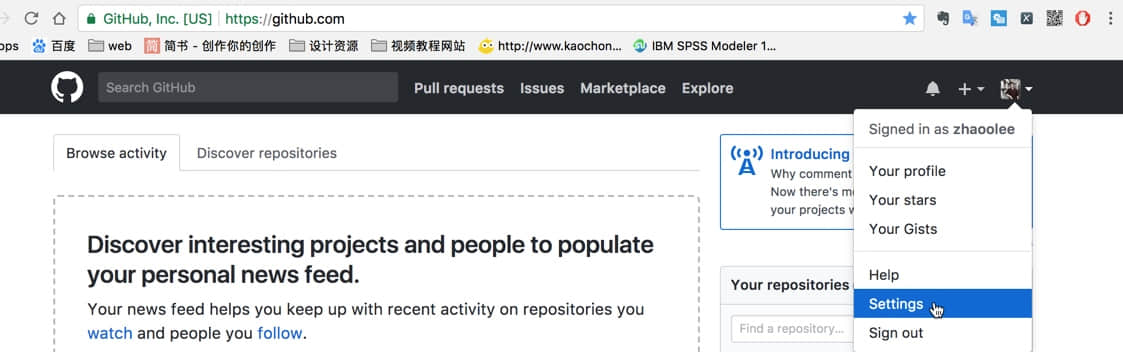 GitHub, Inc. [US] | https://github.com
百度 web 简 简书 - 创作你的创作 设计资源 视频教程网站 http://www.kaochon... IBM SPSS Modeler 1...
Search GitHub Pull requests Issues Marketplace Explore
Signed in as zhaoolee
Your profile
Your stars
Your Gists
Help
Settings
Sign out
Browse activity Discover repositories
Discover interesting projects and people to populate
your personal news feed.
Your news feed helps you keep up with recent activity on repositories you
watch and people you follow.
Introducing
Why comment
Now there's m
your projects
Your repositories
Find a repository...